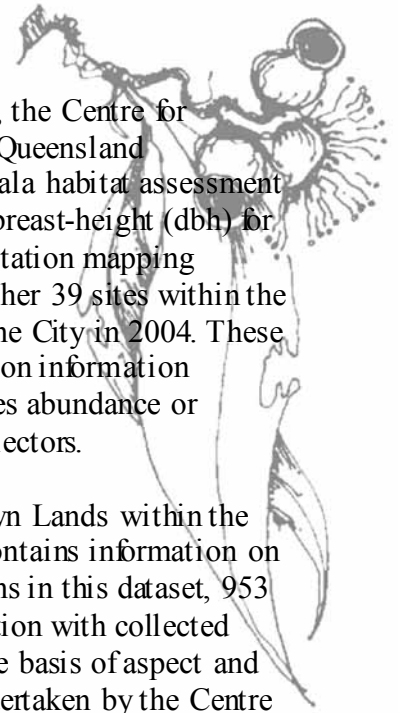 , the Centre for
Queensland
ala habitat assessment
breast-height (dbh) for
tation mapping
her 39 sites within the
ne City in 2004. These
on information
es abundance or
ectors.
wn Lands within the
ontains information on
ns in this dataset, 953
tion with collected
e basis of aspect and
ertaken by the Centre